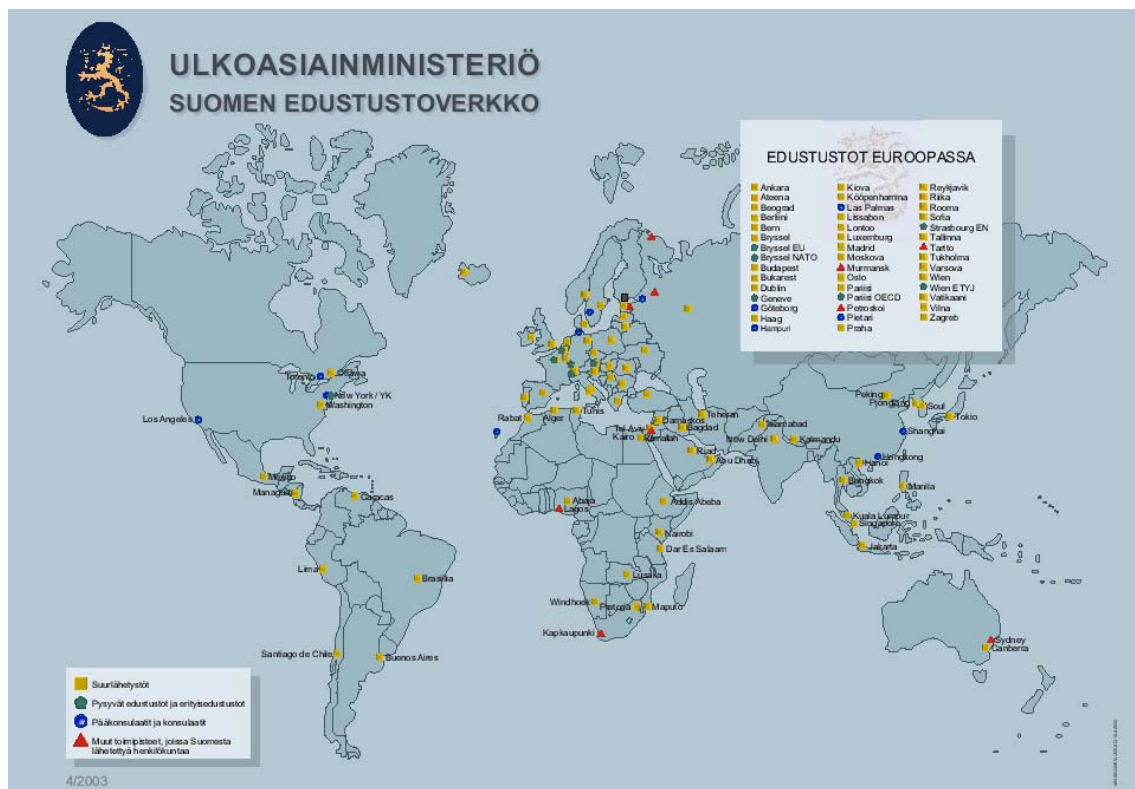 ULKOASIAINMINISTERIÖ
SUOMEN EDUSTUSTOVERKKO
EDUSTUSTOT EUROOPASSA
Ankara
Ateena
Beograd
Berliini
Bern
Bryssel
Bryssel EU
Bryssel NATO
Budapest
Bukarest
Dublin
Geneve
Göteborg
Haag
Hampuri
Kiova
Kööpenhamina
Las Palmas
Lissabon
Lontoo
Luxemburg
Madrid
Moskova
Murmansk
Oslo
Pariisi
Pariisi OECD
Petroskoi
Pietari
Praha
Reykjavik
Riika
Rooma
Sofia
Strasbourg EN
Tallinna
Tartto
Tukholma
Varsova
Wien
Wien ETYJ
Vatikaani
Vilna
Zagreb
Toronto
Ottawa
New York / YK
Washington
Los Angeles
Mexico
Managua
Caracas
Lima
Brasilia
Santiago de Chile
Buenos Aires
Rabat
Alger
Tunis
Tel Aviv
Damaskos
Bagdad
Teheran
Kairo
Ramallah
Riad
Abu Dhabi
Islamabad
New Delhi
Katmandu
Peking
Pjongjang
Soul
Tokio
Shanghai
Hongkong
Hanoi
Bangkok
Manila
Kuala Lumpur
Singapore
Jakarta
Abuja
Lagos
Addis Abeba
Nairobi
Dar Es Salaam
Lusaka
Windhoek
Pretoria
Maputo
Kapkaupunki
Sydney
Canberra
Suurlähetystöt
Pysyvät edustustot ja erityisedustustot
Pääkonsulaatit ja konsulaatit
Muut toimipisteet, joissa Suomesta
lähetettyä henkilökuntaa
4/2003